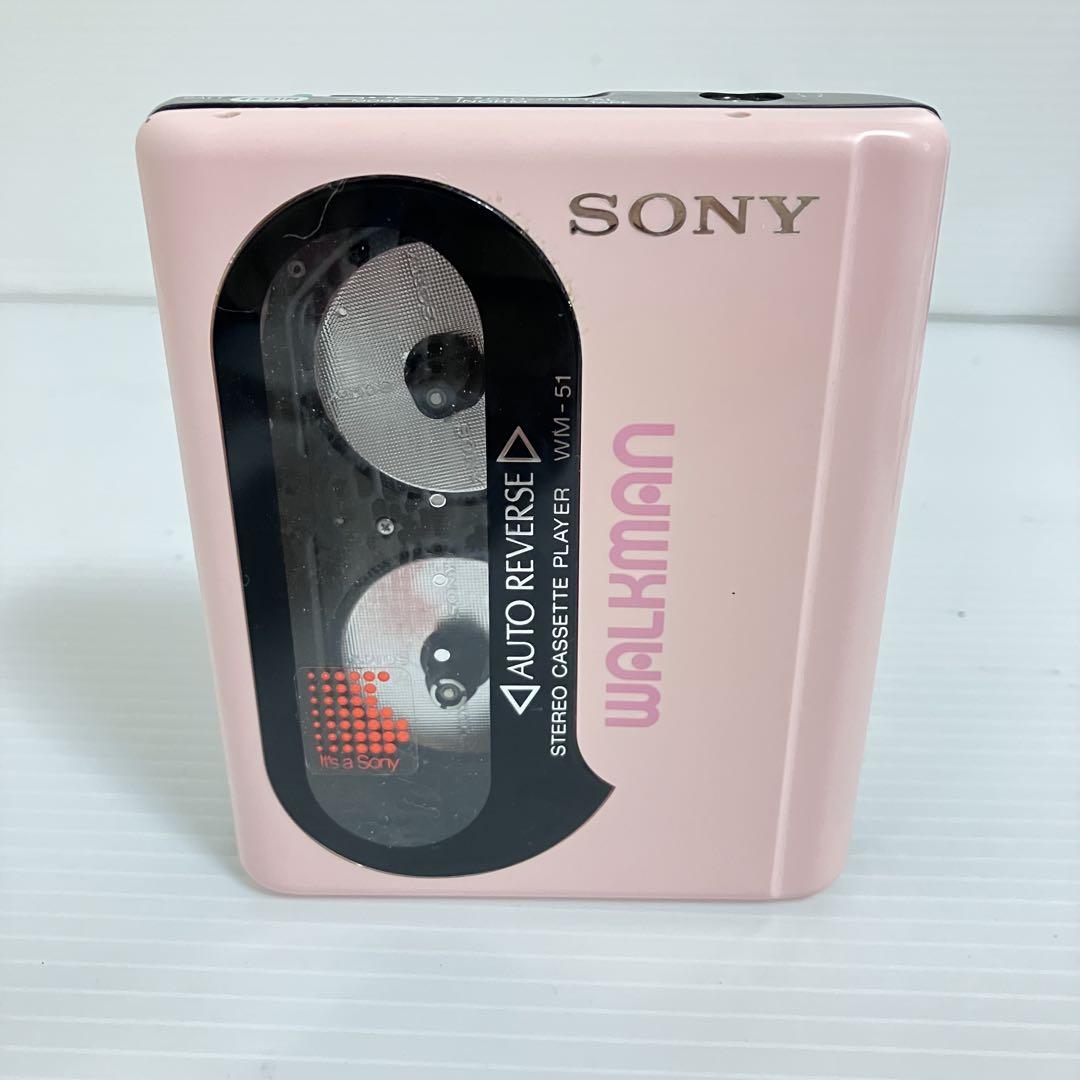 SONY
◁ AUTO REVERSE ▷
STEREO CASSETTE PLAYER WM-51
WALKMAN
It's a Sony